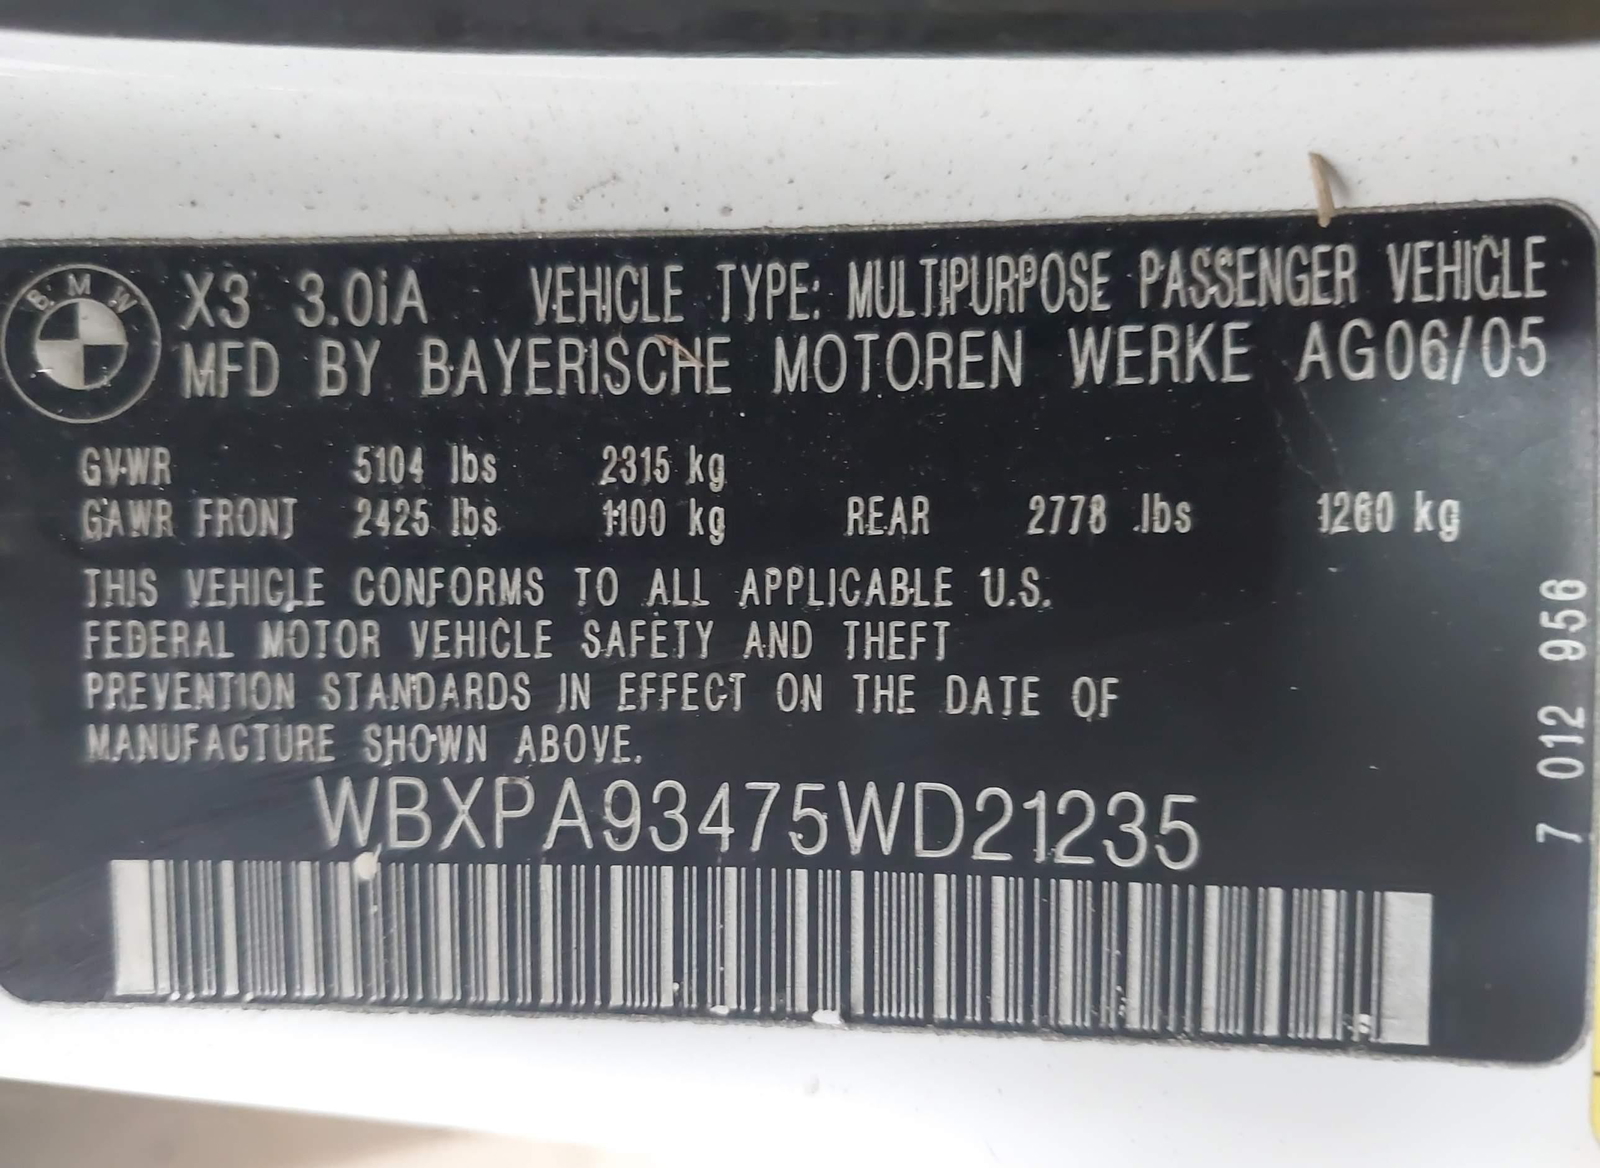 BMW
X3 3.0iA VEHICLE TYPE: MULTIPURPOSE PASSENGER VEHICLE
MFD BY BAYERISCHE MOTOREN WERKE AG06/05
GVWR 5104 lbs 2315 kg
GAWR FRONT 2425 lbs 1100 kg REAR 2778 lbs 1260 kg
THIS VEHICLE CONFORMS TO ALL APPLICABLE U.S.
FEDERAL MOTOR VEHICLE SAFETY AND THEFT
PREVENTION STANDARDS IN EFFECT ON THE DATE OF
MANUFACTURE SHOWN ABOVE.
WBXPA93475WD21235
7 012 956